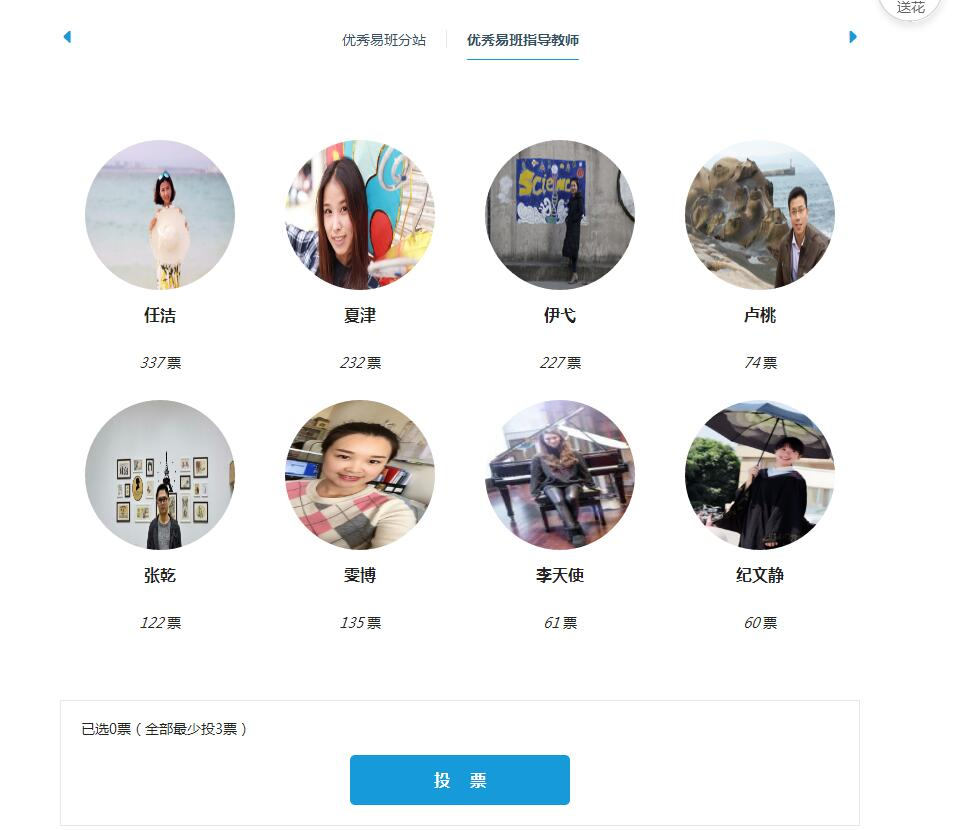 送花
优秀易班分站 优秀易班指导教师
Science
任洁 夏津 伊弋 卢桃
337票 232票 227票 74票
张乾 雯博 李天使 纪文静
122票 135票 61票 60票
已选0票（全部最少投3票）
投 票